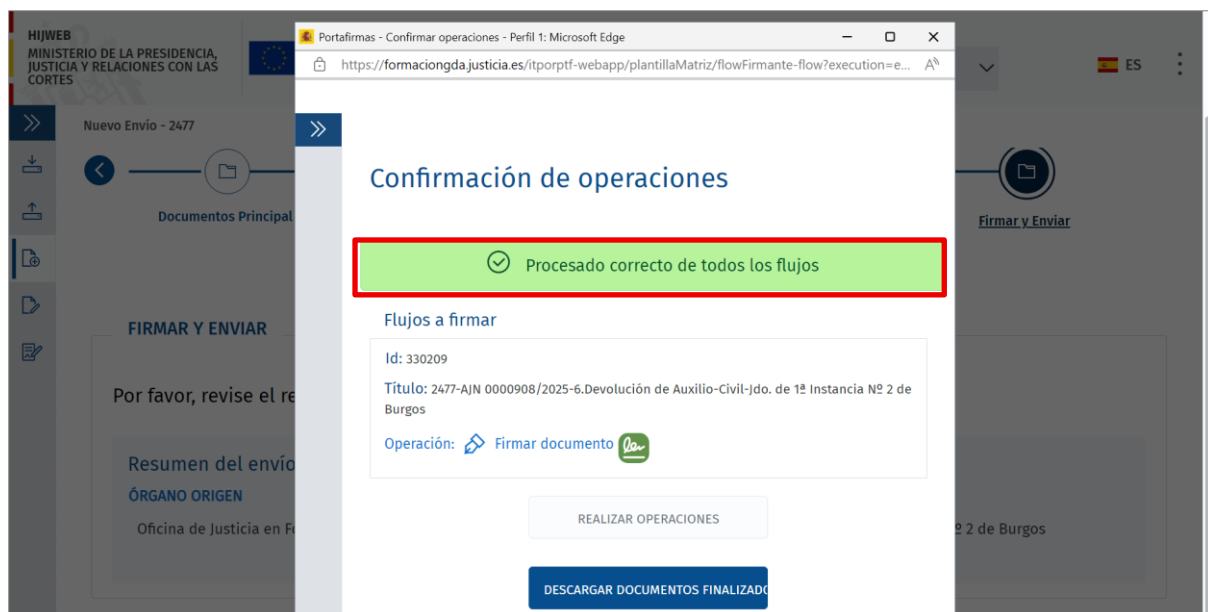 HIJWEB
MINISTERIO DE LA PRESIDENCIA,
JUSTICIA Y RELACIONES CON LAS
CORTES
ES
Nuevo Envío - 2477
Documentos Principal
Firmar y Enviar
FIRMAR Y ENVIAR
Por favor, revise el re
Resumen del envío
ÓRGANO ORIGEN
Oficina de Justicia en F
º 2 de Burgos
Portafirmas - Confirmar operaciones - Perfil 1: Microsoft Edge
https://formaciongda.justicia.es/itporptf-webapp/plantillaMatriz/flowFirmante-flow?execution=e...
Confirmación de operaciones
Procesado correcto de todos los flujos
Flujos a firmar
Id: 330209
Título: 2477-AJN 0000908/2025-6.Devolución de Auxilio-Civil-Jdo. de 1ª Instancia Nº 2 de
Burgos
Operación: Firmar documento
REALIZAR OPERACIONES
DESCARGAR DOCUMENTOS FINALIZADO